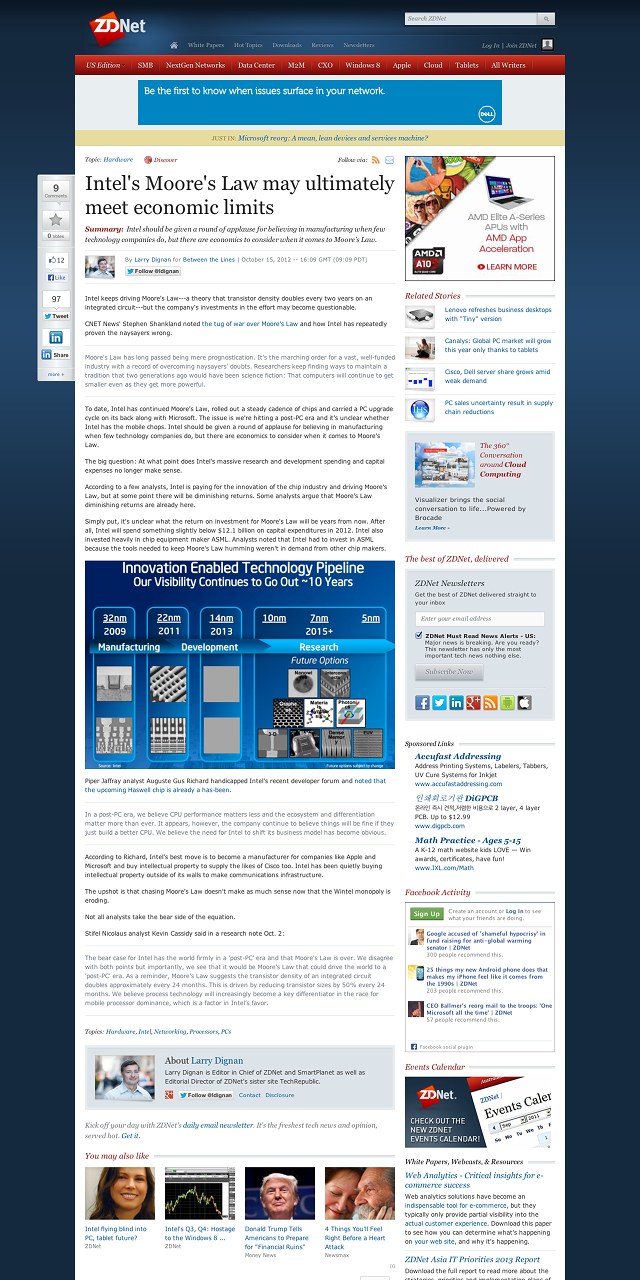 ZDNet
Search ZDNet
White Papers Hot Topics Downloads Reviews Newsletters
Log In | Join ZDNet
US Edition SMB NextGen Networks Data Center M2M CXO Windows 8 Apple Cloud Tablets All Writers
Be the first to know when issues surface in your network.
DELL
JUST IN: Microsoft reorg: A mean, lean devices and services machine?
9
Comments
0 Votes
12
Like
97
Tweet
in
in Share
more +
Topic: Hardware Discover Follow via:
Intel's Moore's Law may ultimately
meet economic limits
Summary: Intel should be given a round of applause for believing in manufacturing when few
technology companies do, but there are economics to consider when it comes to Moore's Law.
By Larry Dignan for Between the Lines | October 15, 2012 -- 16:09 GMT (09:09 PDT)
Follow @ldignan
Intel keeps driving Moore's Law---a theory that transistor density doubles every two years on an
integrated circuit---but the company's investments in the effort may become questionable.
CNET News' Stephen Shankland noted the tug of war over Moore's Law and how Intel has repeatedly
proven the naysayers wrong.
Moore's Law has long passed being mere prognostication. It's the marching order for a vast, well-funded
industry with a record of overcoming naysayers' doubts. Researchers keep finding ways to maintain a
tradition that two generations ago would have been science fiction: That computers will continue to get
smaller even as they get more powerful.
To date, Intel has continued Moore's Law, rolled out a steady cadence of chips and carried a PC upgrade
cycle on its back along with Microsoft. The issue is we're hitting a post-PC era and it's unclear whether
Intel has the mobile chops. Intel should be given a round of applause for believing in manufacturing
when few technology companies do, but there are economics to consider when it comes to Moore's
Law.
The big question: At what point does Intel's massive research and development spending and capital
expenses no longer make sense.
According to a few analysts, Intel is paying for the innovation of the chip industry and driving Moore's
Law, but at some point there will be diminishing returns. Some analysts argue that Moore's Law
diminishing returns are already here.
Simply put, it's unclear what the return on investment for Moore's Law will be years from now. After
all, Intel will spend something slightly below $12.1 billion on capital expenditures in 2012. Intel also
invested heavily in chip equipment maker ASML. Analysts noted that Intel had to invest in ASML
because the tools needed to keep Moore's Law humming weren't in demand from other chip makers.
Innovation Enabled Technology Pipeline
Our Visibility Continues to Go Out ~10 Years
32nm 22nm 14nm 10nm 7nm 5nm
2009 2011 2013 2015+
Manufacturing Development Research
Future Options
Source: Intel
Future options subject to change
Piper Jaffray analyst Auguste Gus Richard handicapped Intel's recent developer forum and noted that
the upcoming Haswell chip is already a has-been.
In a post-PC era, we believe CPU performance matters less and the ecosystem and differentiation
matter more than ever. It appears, however, the company continue to believe things will be fine if they
just build a better CPU. We believe the need for Intel to shift its business model has become obvious.
According to Richard, Intel's best move is to become a manufacturer for companies like Apple and
Microsoft and buy intellectual property to supply the likes of Cisco too. Intel has been quietly buying
intellectual property outside of its walls to make communications infrastructure.
The upshot is that chasing Moore's Law doesn't make as much sense now that the Wintel monopoly is
eroding.
Not all analysts take the bear side of the equation.
Stifel Nicolaus analyst Kevin Cassidy said in a research note Oct. 2:
The bear case for Intel has the world firmly in a 'post-PC' era and that Moore's Law is over. We disagree
with both points but importantly, we see that it would be Moore's Law that could drive the world to a
'post-PC' era. As a reminder, Moore's Law suggests the transistor density of an integrated circuit
doubles approximately every 24 months. This is driven by reducing transistor sizes by 50% every 24
months. We believe process technology will increasingly become a key differentiator in the race for
mobile processor dominance, which is a factor in Intel's favor.
Topics: Hardware, Intel, Networking, Processors, PCs
About Larry Dignan
Larry Dignan is Editor in Chief of ZDNet and SmartPlanet as well as
Editorial Director of ZDNet's sister site TechRepublic.
Follow @ldignan Contact Disclosure
Kick off your day with ZDNet's daily email newsletter. It's the freshest tech news and opinion,
served hot. Get it.
You may also like
Intel flying blind into
PC, tablet future?
ZDNet
Intel's Q3, Q4: Hostage
to the Windows 8 ...
ZDNet
Donald Trump Tells
Americans to Prepare
for "Financial Ruins"
Money News
4 Things You'll Feel
Right Before a Heart
Attack
Newsmax
AMD Elite A-Series
APUs with
AMD App
Acceleration
AMD
A10
LEARN MORE
Related Stories
Lenovo refreshes business desktops
with "Tiny" version
Canalys: Global PC market will grow
this year only thanks to tablets
Cisco, Dell server share grows amid
weak demand
PC sales uncertainty result in supply
chain reductions
The 360°
Conversation
around Cloud
Computing
Visualizer brings the social
conversation to life...Powered by
Brocade
Learn More »
The best of ZDNet, delivered
ZDNet Newsletters
Get the best of ZDNet delivered straight to
your inbox
Enter your email address
ZDNet Must Read News Alerts - US:
Major news is breaking. Are you ready?
This newsletter has only the most
important tech news nothing else.
Subscribe Now
Sponsored Links
Accufast Addressing
Address Printing Systems, Labelers, Tabbers,
UV Cure Systems for Inkjet
www.accufastaddressing.com
인쇄회로기판 DiGPCB
온라인 즉시 견적,저렴한 비용으로 2 layer, 4 layer
PCB. Up to $12.99
www.digpcb.com
Math Practice - Ages 5-15
A K-12 math website kids LOVE — Win
awards, certificates, have fun!
www.IXL.com/Math
Facebook Activity
Sign Up
Create an account or Log In to see
what your friends are doing.
Google accused of 'shameful hypocrisy' in
fund raising for anti-global warming
senator | ZDNet
300 people recommend this.
25 things my new Android phone does that
makes my iPhone feel like it comes from
the 1990s | ZDNet
203 people recommend this.
CEO Ballmer's reorg mail to the troops: 'One
Microsoft all the time' | ZDNet
57 people recommend this.
Facebook social plugin
Events Calendar
ZDNet.
CHECK OUT THE
NEW ZDNET
EVENTS CALENDAR!
White Papers, Webcasts, & Resources
Web Analytics - Critical insights for e-
commerce success
Web analytics solutions have become an
indispensable tool for e-commerce, but they
typically only provide partial visibility into the
actual customer experience. Download this paper
to see how you can determine what's happening
on your web site, and why it's happening.
ZDNet Asia IT Priorities 2013 Report
Download the full report to read more about the